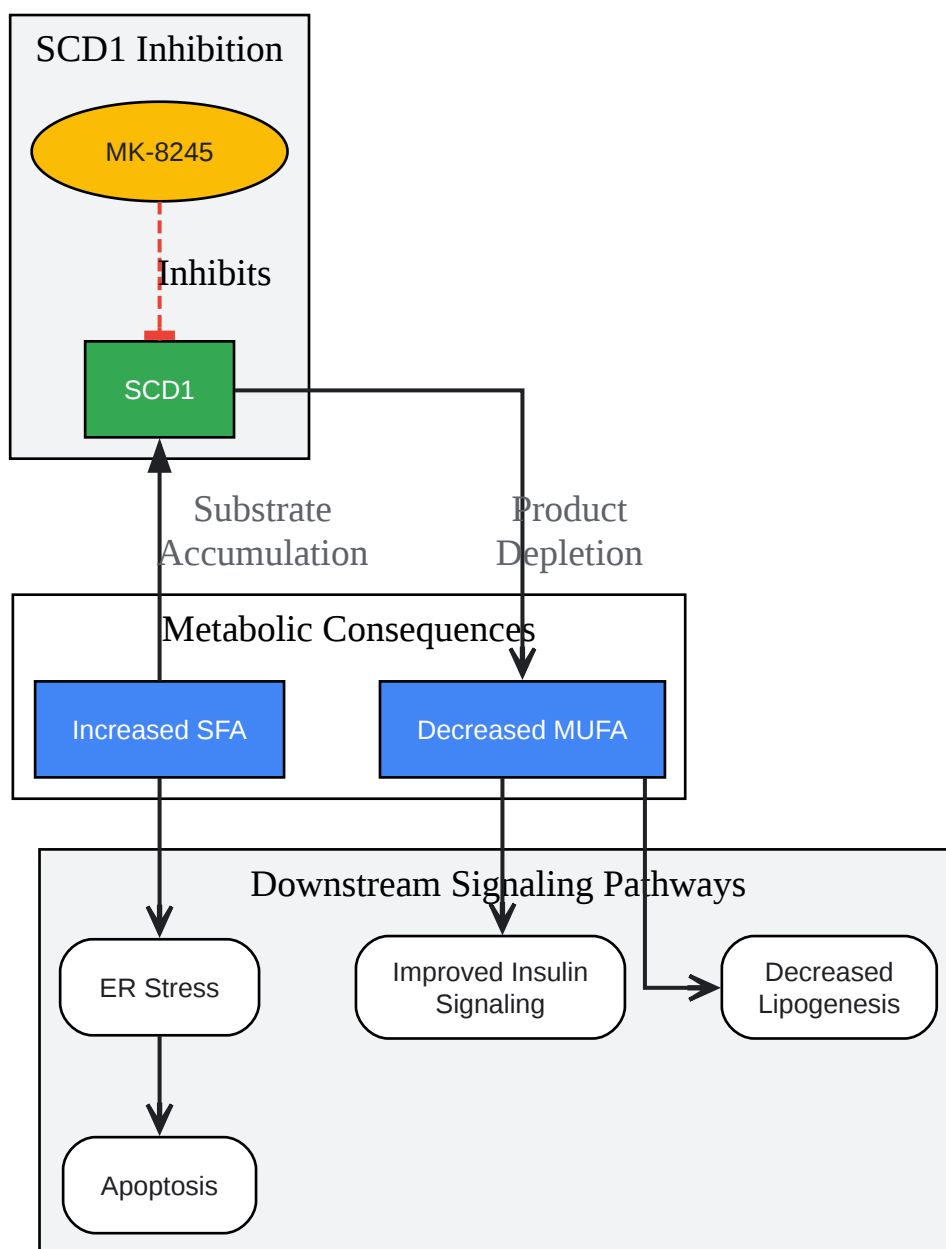 SCD1 Inhibition
MK-8245
Inhibits
SCD1
Substrate
Accumulation
Product
Depletion
Metabolic Consequences
Increased SFA
Decreased MUFA
Downstream Signaling Pathways
ER Stress
Improved Insulin
Signaling
Decreased
Lipogenesis
Apoptosis